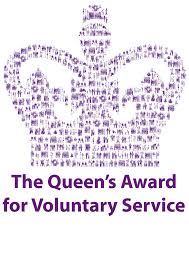 The Queen's Award
for Voluntary Service